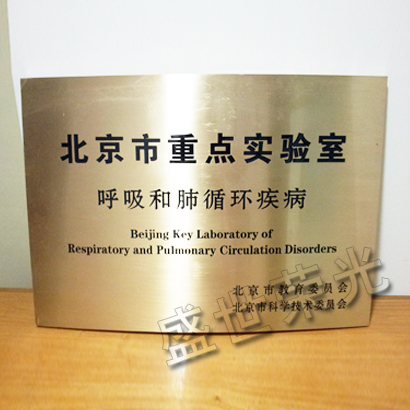 北京市重点实验室
呼吸和肺循环疾病
Beijing Key Laboratory of
Respiratory and Pulmonary Circulation Disorders
北京市教育委员会
北京市科学技术委员会
盛世荣光